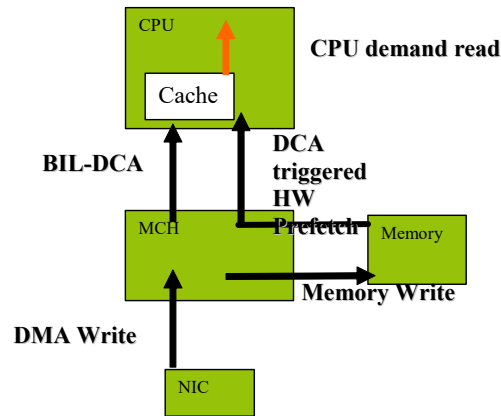 CPU
CPU demand read
Cache
BIL-DCA
DCA
triggered
HW
Prefetch
MCH
Memory
Memory Write
DMA Write
NIC